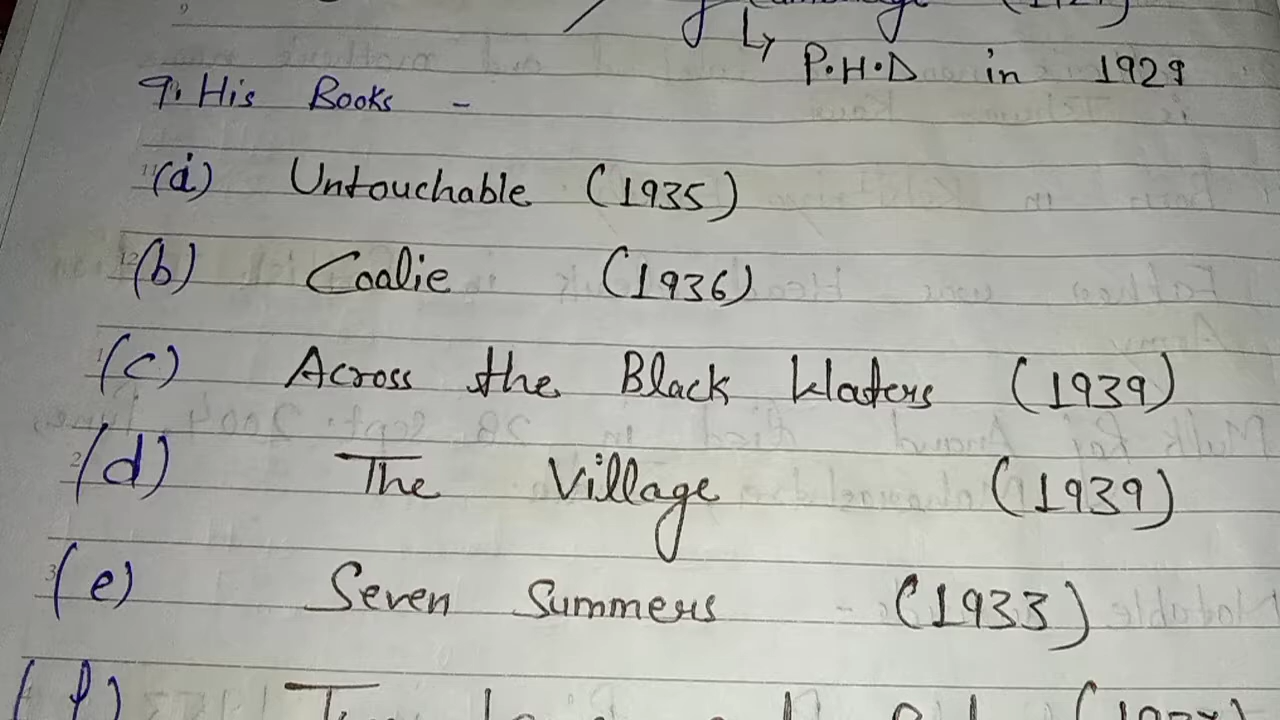 P.H.D in 1929
9. His Books -
(a) Untouchable (1935)
(b) Coalie (1936)
(c) Across the Black Waters (1939)
(d) The Village (1939)
(e) Seven Summers (1933)
(f)